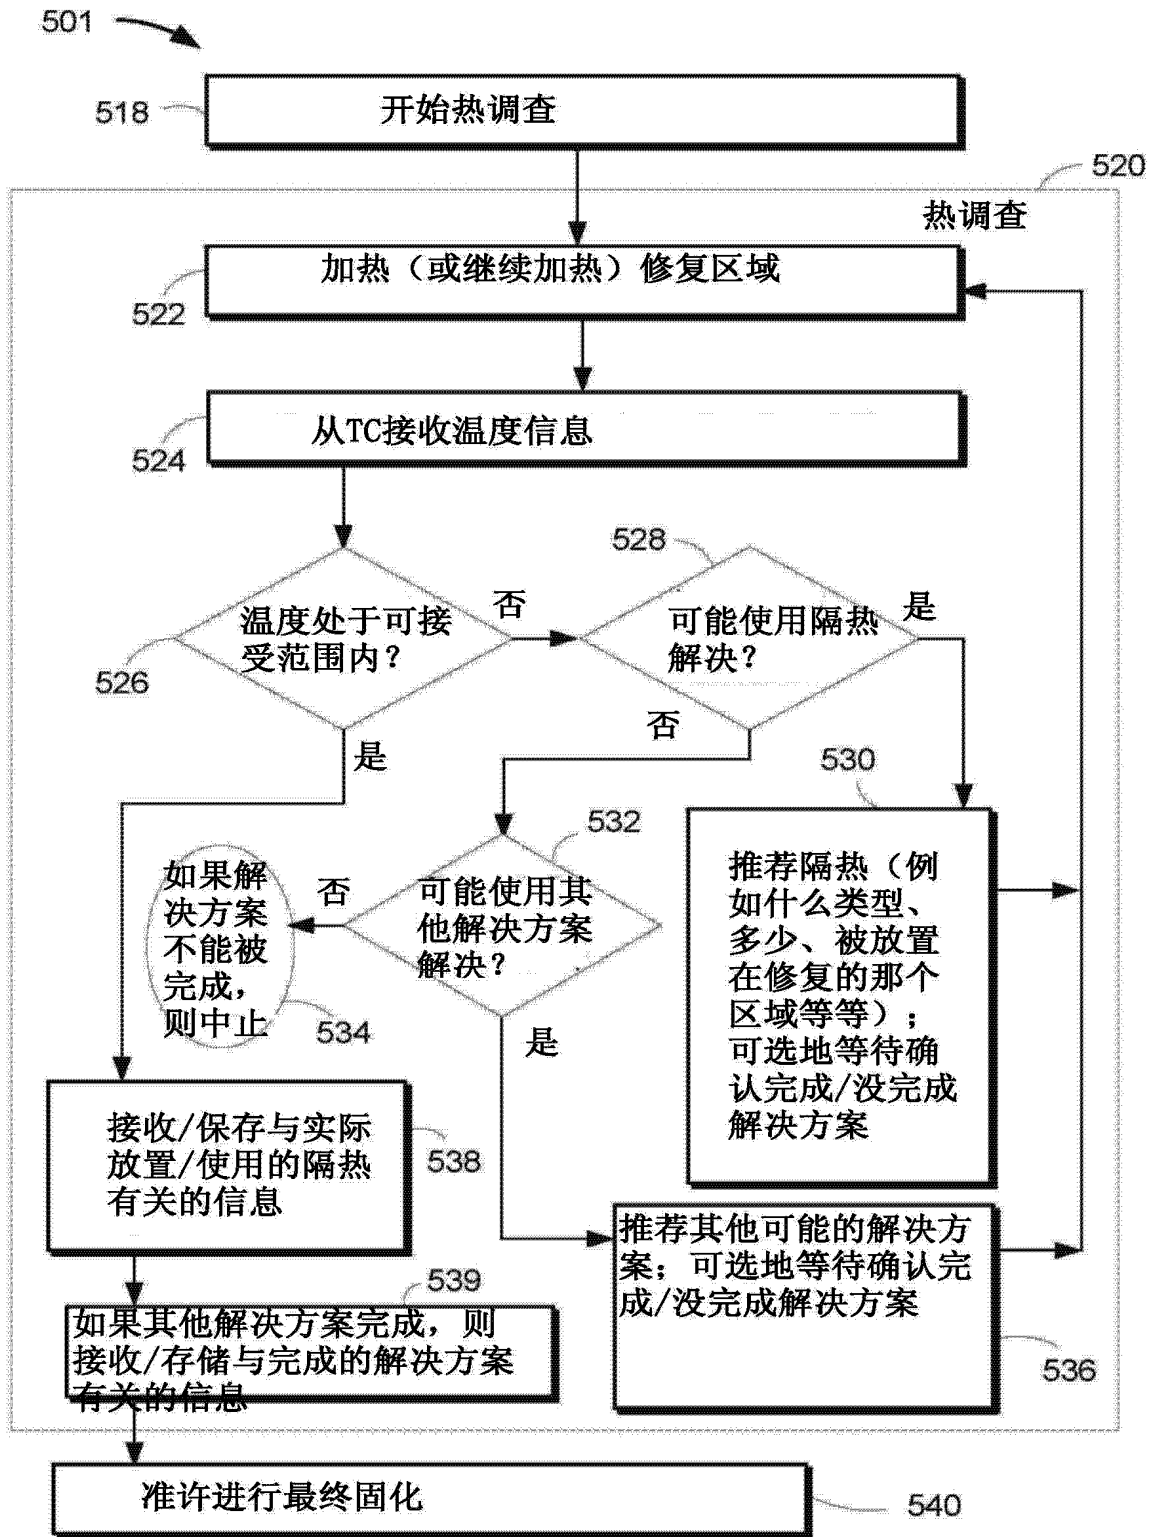 501
518
开始热调查
520
热调查
加热（或继续加热）修复区域
522
从TC接收温度信息
524
528
温度处于可接
受范围内？
否
可能使用隔热
解决？
是
526
是
否
530
532
如果解
决方案
不能被
完成，
则中止
否
可能使用其
他解决方案
解决？
推荐隔热（例
如什么类型、
多少、被放置
在修复的那个
区域等等）；
可选地等待确
认完成/没完成
解决方案
534
是
接收/保存与实际
放置/使用的隔热
有关的信息
538
推荐其他可能的解决方
案；可选地等待确认完
成/没完成解决方案
539
如果其他解决方案完成，则
接收/存储与完成的解决方案
有关的信息
536
准许进行最终固化
540